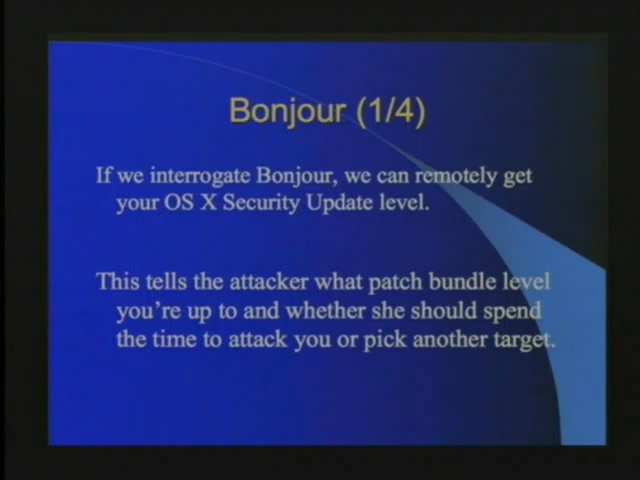 Bonjour (1/4)
If we interrogate Bonjour, we can remotely get
your OS X Security Update level.
This tells the attacker what patch bundle level
you're up to and whether she should spend
the time to attack you or pick another target.